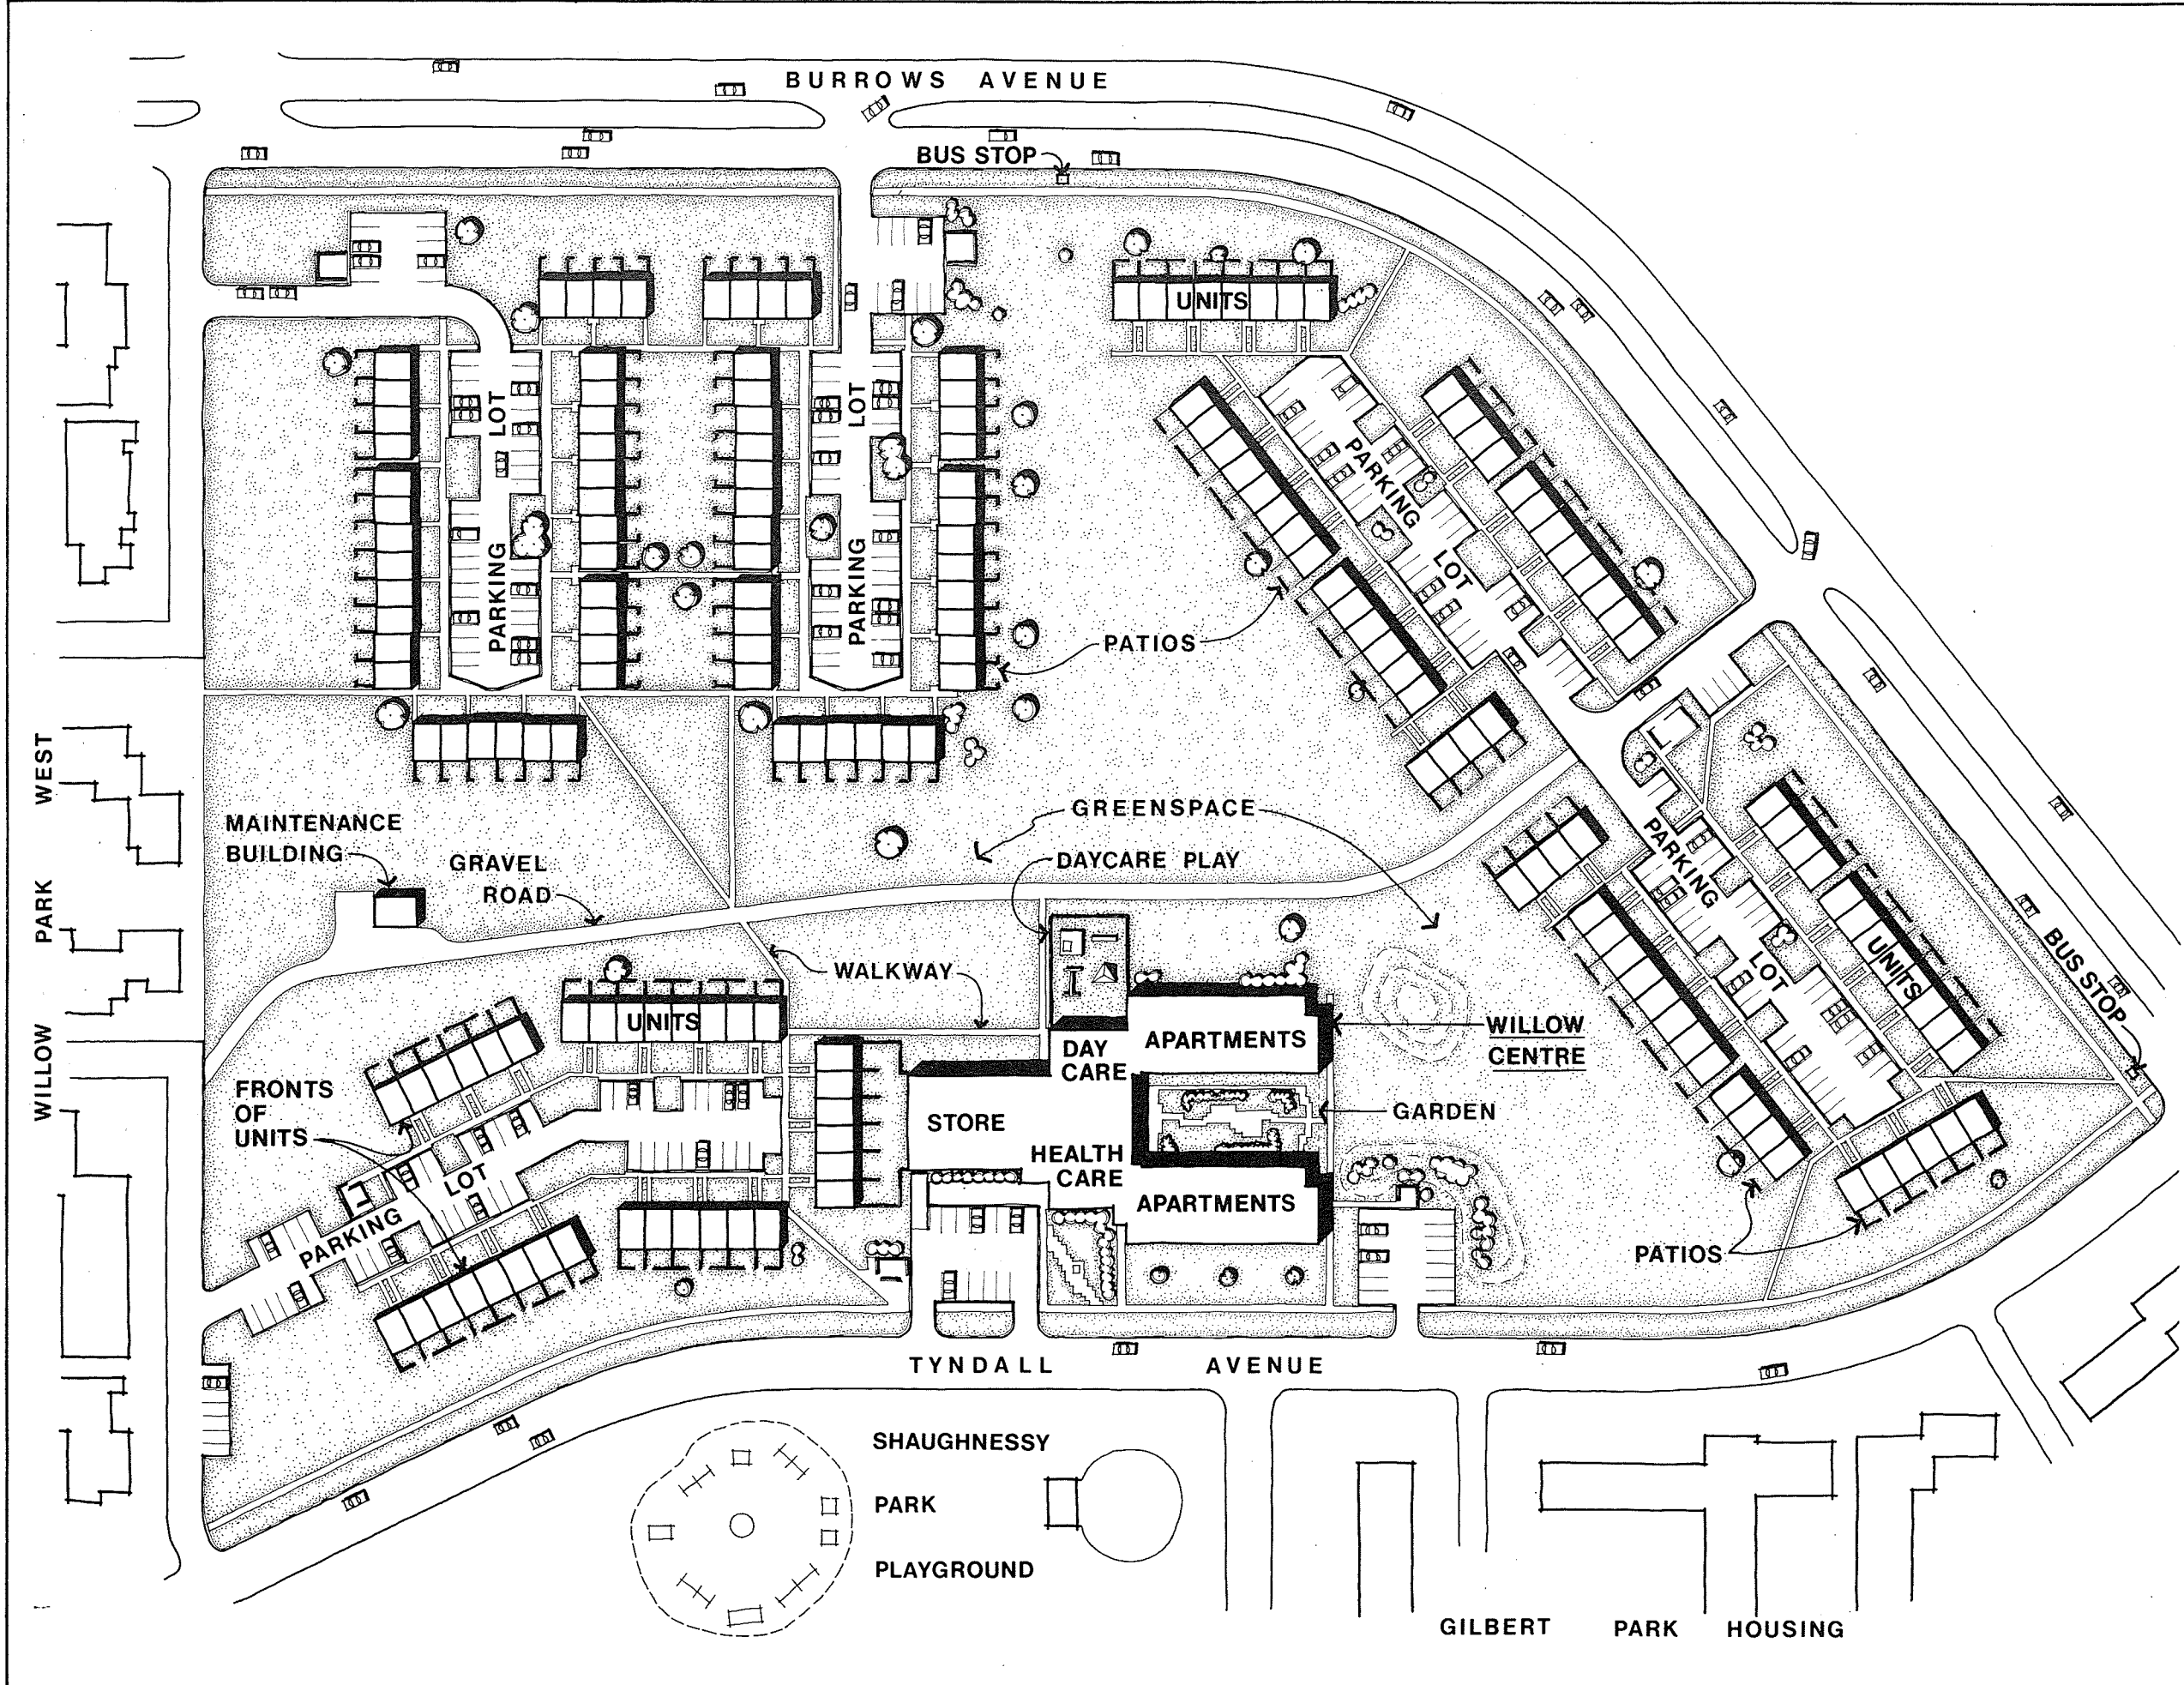 BURROWS AVENUE
BUS STOP
UNITS
LOT
LOT
PARKING
LOT
PARKING
PARKING
PATIOS
WEST
PARK
WILLOW
MAINTENANCE
BUILDING
GRAVEL
ROAD
GREENSPACE
DAYCARE PLAY
PARKING
LOT
UNITS
BUS STOP
WALKWAY
UNITS
APARTMENTS
WILLOW
CENTRE
DAY
CARE
FRONTS
OF
UNITS
STORE
GARDEN
HEALTH
CARE
LOT
PARKING
APARTMENTS
PATIOS
TYNDALL AVENUE
SHAUGHNESSY
PARK
PLAYGROUND
GILBERT PARK HOUSING